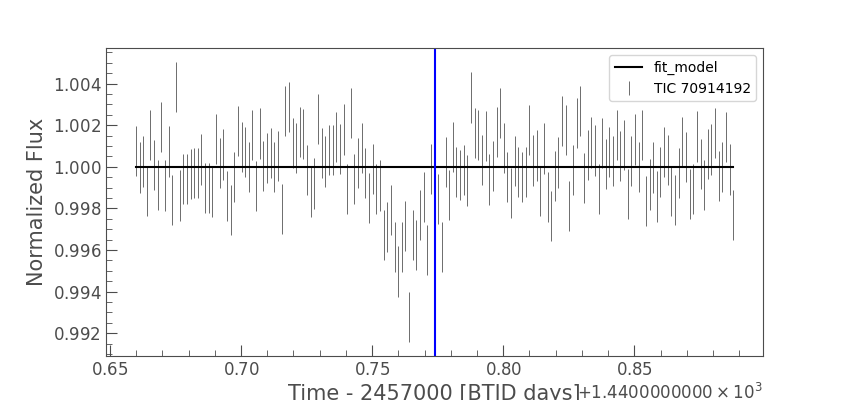 fit_model
TIC 70914192
Normalized Flux
1.004
1.002
1.000
0.998
0.996
0.994
0.992
0.65
0.70
0.75
0.80
0.85
Time - 2457000 [BTJD days]
+1.4400000000 × 10³